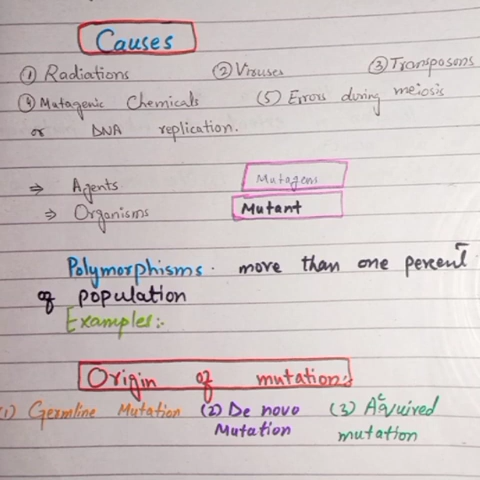 Causes
① Radiations ② Viruses ③ Transposons
④ Mutagenic Chemicals (5) Errors during meiosis
or DNA replication.
⇒ Agents Mutagens
⇒ Organisms Mutant
Polymorphisms. more than one percent
of population
Examples:-
Origin of mutation:
(1) Germline Mutation (2) De novo (3) Acquired
Mutation mutation